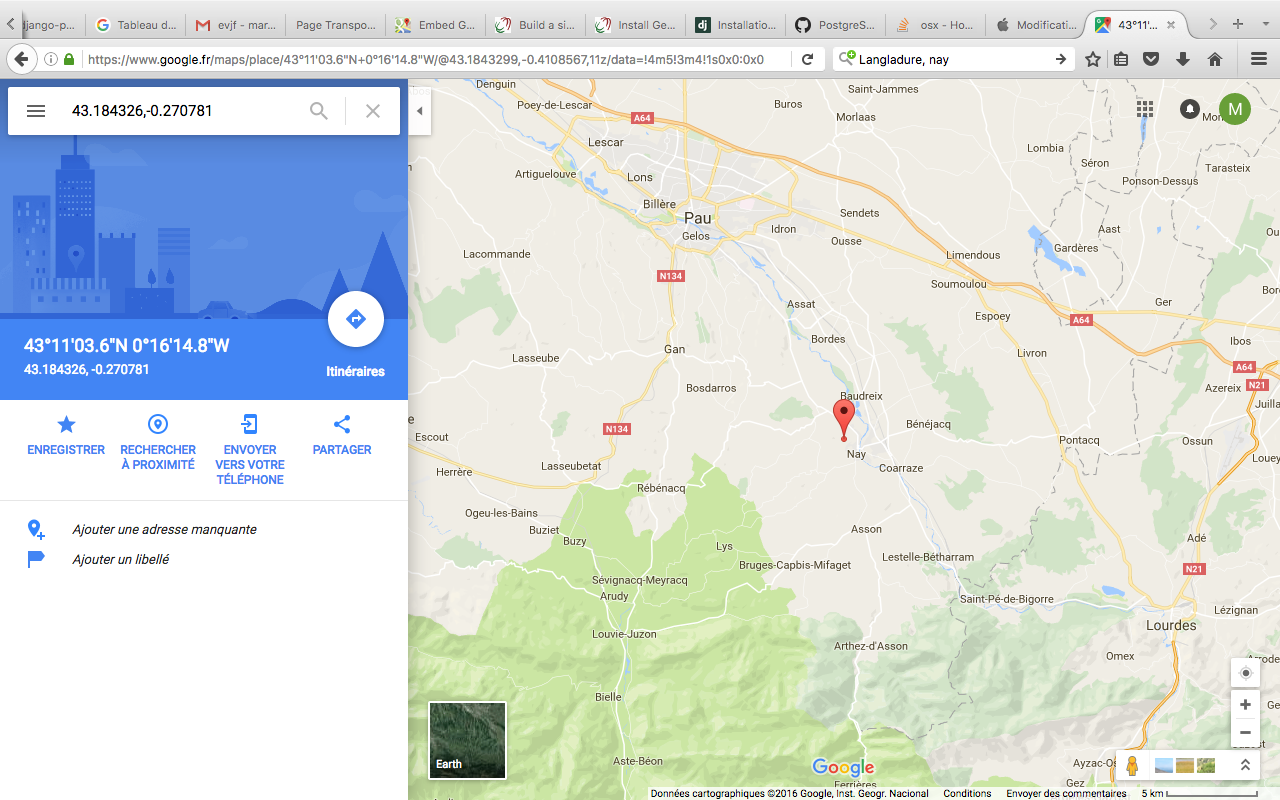 django-p...
Tableau d...
evjf - mar...
Page Transpo...
Embed G...
Build a si...
Install Ge...
Installatio...
PostgreS...
osx - Ho...
Modificati...
43°11'...
https://www.google.fr/maps/place/43°11'03.6"N+0°16'14.8"W/@43.1843299,-0.4108567,11z/data=!4m5!3m4!1s0x0:0x0
Langladure, nay
43.184326,-0.270781
M
43°11'03.6"N 0°16'14.8"W
43.184326, -0.270781
Itinéraires
ENREGISTRER
RECHERCHER
À PROXIMITÉ
ENVOYER
VERS VOTRE
TÉLÉPHONE
PARTAGER
Ajouter une adresse manquante
Ajouter un libellé
Denguin
Poey-de-Lescar
Buros
Saint-Jammes
Morlaas
A64
Lescar
Lombia
Séron
Tarasteix
Artiguelouve
Lons
Ponson-Dessus
Billère
Pau
Sendets
Gelos
Idron
Ousse
Aast
Gardères
Lacommande
Limendous
N134
Soumoulou
Assat
Ger
Espoey
A64
Bordes
Ibos
Gan
Livron
Lasseube
A64
Bosdarros
N21
Azereix
Baudreix
N134
Bénéjacq
Escout
Pontacq
Ossun
Nay
Louey
Lasseubetat
Coarraze
Herrère
Rébénacq
Ogeu-les-Bains
Buziet
Asson
Buzy
Adé
Lys
Lestelle-Bétharram
Bruges-Capbis-Mifaget
N21
Sévignacq-Meyracq
Arudy
Saint-Pé-de-Bigorre
Lézignan
Louvie-Juzon
Lourdes
Arthez-d'Asson
Omex
Bielle
Aste-Béon
Earth
Google
Ferrières
Gez
5 km
Données cartographiques ©2016 Google, Inst. Geogr. Nacional
Conditions
Envoyer des commentaires